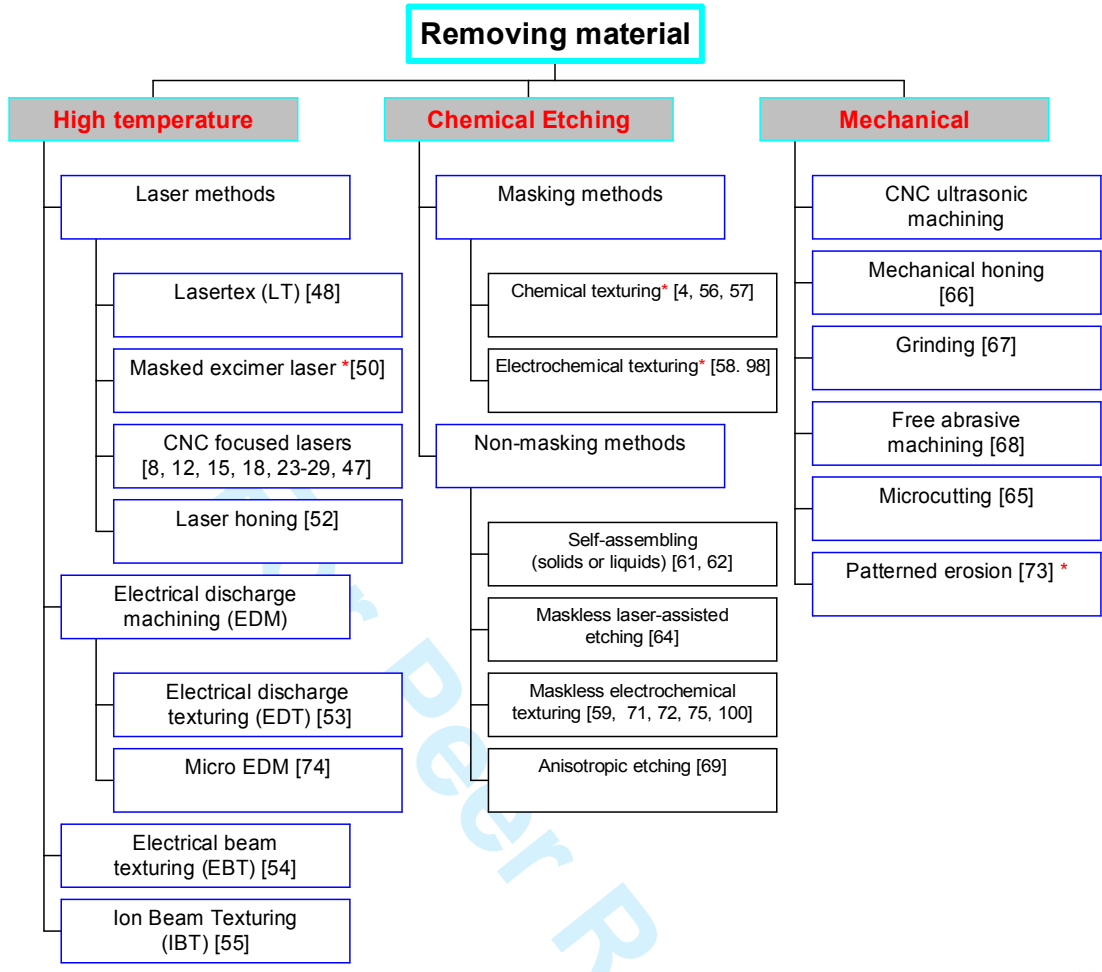 Removing material
High temperature
Laser methods
Lasertex (LT) [48]
Masked excimer laser *[50]
CNC focused lasers
[8, 12, 15, 18, 23-29, 47]
Laser honing [52]
Electrical discharge
machining (EDM)
Electrical discharge
texturing (EDT) [53]
Micro EDM [74]
Electrical beam
texturing (EBT) [54]
Ion Beam Texturing
(IBT) [55]
Chemical Etching
Masking methods
Chemical texturing* [4, 56, 57]
Electrochemical texturing* [58. 98]
Non-masking methods
Self-assembling
(solids or liquids) [61, 62]
Maskless laser-assisted
etching [64]
Maskless electrochemical
texturing [59, 71, 72, 75, 100]
Anisotropic etching [69]
Mechanical
CNC ultrasonic
machining
Mechanical honing
[66]
Grinding [67]
Free abrasive
machining [68]
Microcutting [65]
Patterned erosion [73] *
For Peer R